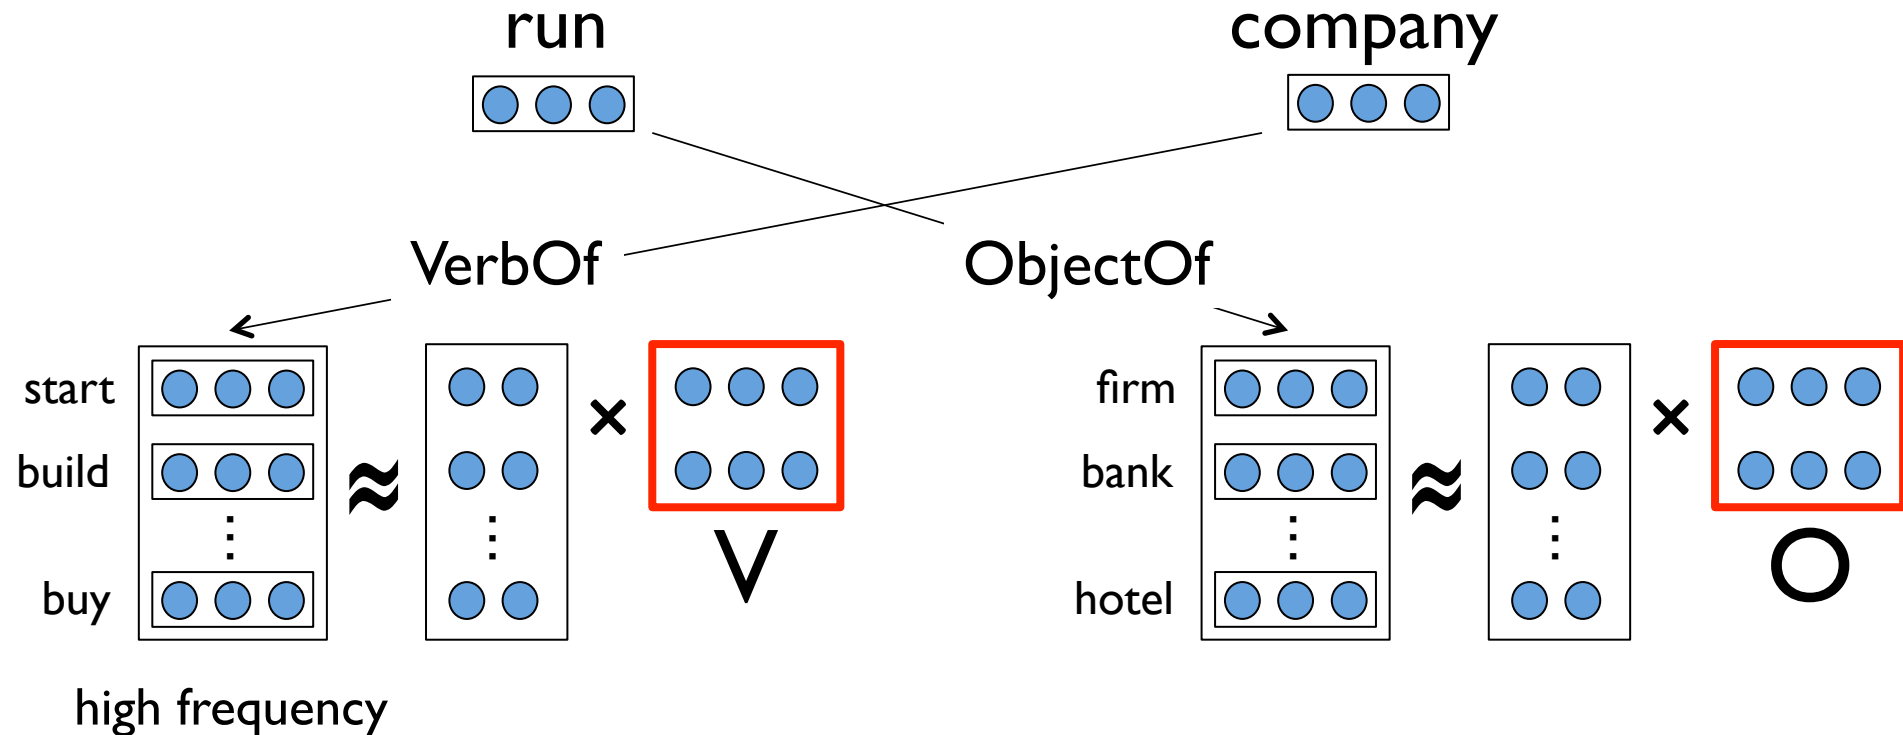 run company
VerbOf ObjectOf
start ≈ × firm ≈ ×
build bank
⋮ ⋮ ⋮ ⋮
V O
buy hotel
high frequency